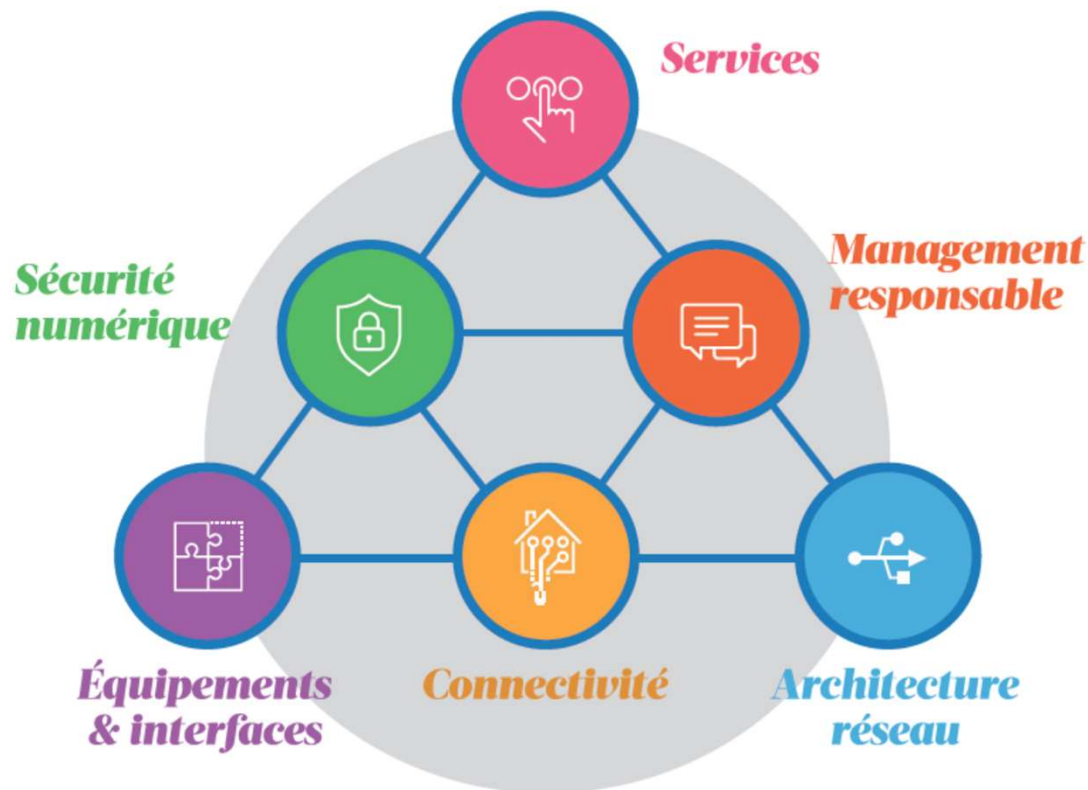 Services
Sécurité
numérique
Management
responsable
Équipements
& interfaces
Connectivité
Architecture
réseau